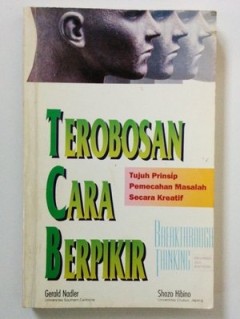 TEROBOSAN
CARA
BERPIKIR
Tujuh Prinsip
Pemecahan Masalah
Secara Kreatif
BREAKTHROUGH
THINKING
Gerald Nadler
Shozo Hibino